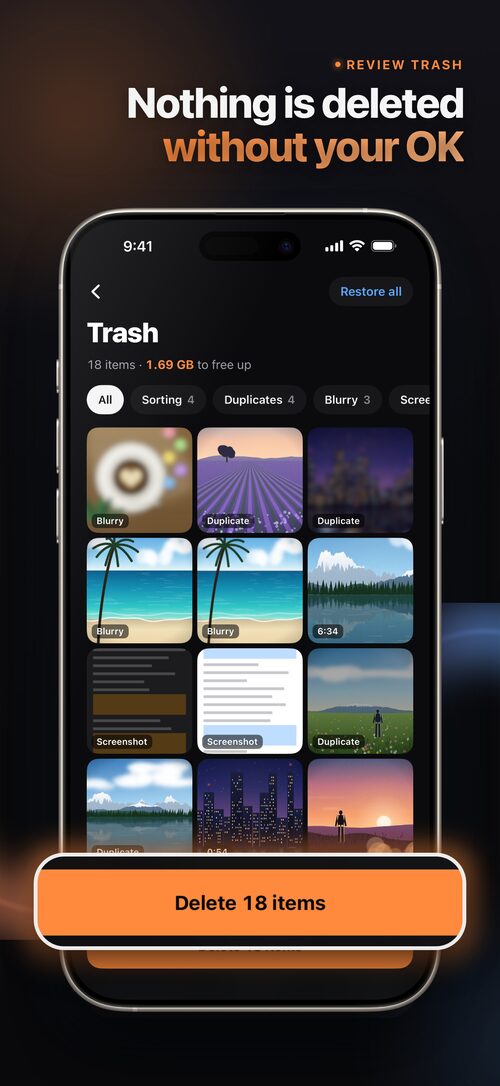 REVIEW TRASH
Nothing is deleted
without your OK
9:41
Restore all
Trash
18 items · 1.69 GB to free up
All
Sorting 4
Duplicates 4
Blurry 3
Scree
Blurry
Duplicate
Duplicate
Blurry
Blurry
6:34
Screenshot
Screenshot
Duplicate
Duplicate
0:54
Delete 18 items